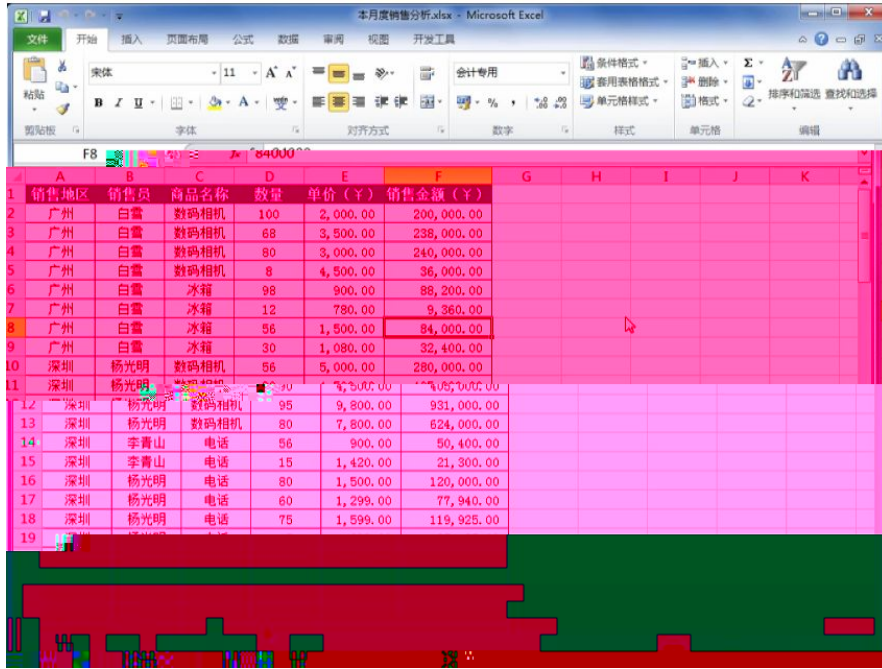 本月度销售分析.xlsx - Microsoft Excel
文件 开始 插入 页面布局 公式 数据 审阅 视图 开发工具
宋体 11 会计专用 条件格式 插入
粘贴 套用表格格式 删除 排序和筛选 查找和选择
单元格样式 格式
剪贴板 字体 对齐方式 数字 样式 单元格 编辑
F8 fx 84000
A B C D E F G H I J K
1 销售地区 销售员 商品名称 数量 单价（￥） 销售金额（￥）
2 广州 白雪 数码相机 100 2,000.00 200,000.00
3 广州 白雪 数码相机 68 3,500.00 238,000.00
4 广州 白雪 数码相机 80 3,000.00 240,000.00
5 广州 白雪 数码相机 8 4,500.00 36,000.00
6 广州 白雪 冰箱 98 900.00 88,200.00
7 广州 白雪 冰箱 12 780.00 9,360.00
8 广州 白雪 冰箱 56 1,500.00 84,000.00
9 广州 白雪 冰箱 30 1,080.00 32,400.00
10 深圳 杨光明 数码相机 56 5,000.00 280,000.00
11 深圳 杨光明
12 深圳 杨光明 数码相机 95 9,800.00 931,000.00
13 深圳 杨光明 数码相机 80 7,800.00 624,000.00
14 深圳 李青山 电话 56 900.00 50,400.00
15 深圳 李青山 电话 15 1,420.00 21,300.00
16 深圳 杨光明 电话 80 1,500.00 120,000.00
17 深圳 杨光明 电话 60 1,299.00 77,940.00
18 深圳 杨光明 电话 75 1,599.00 119,925.00
19